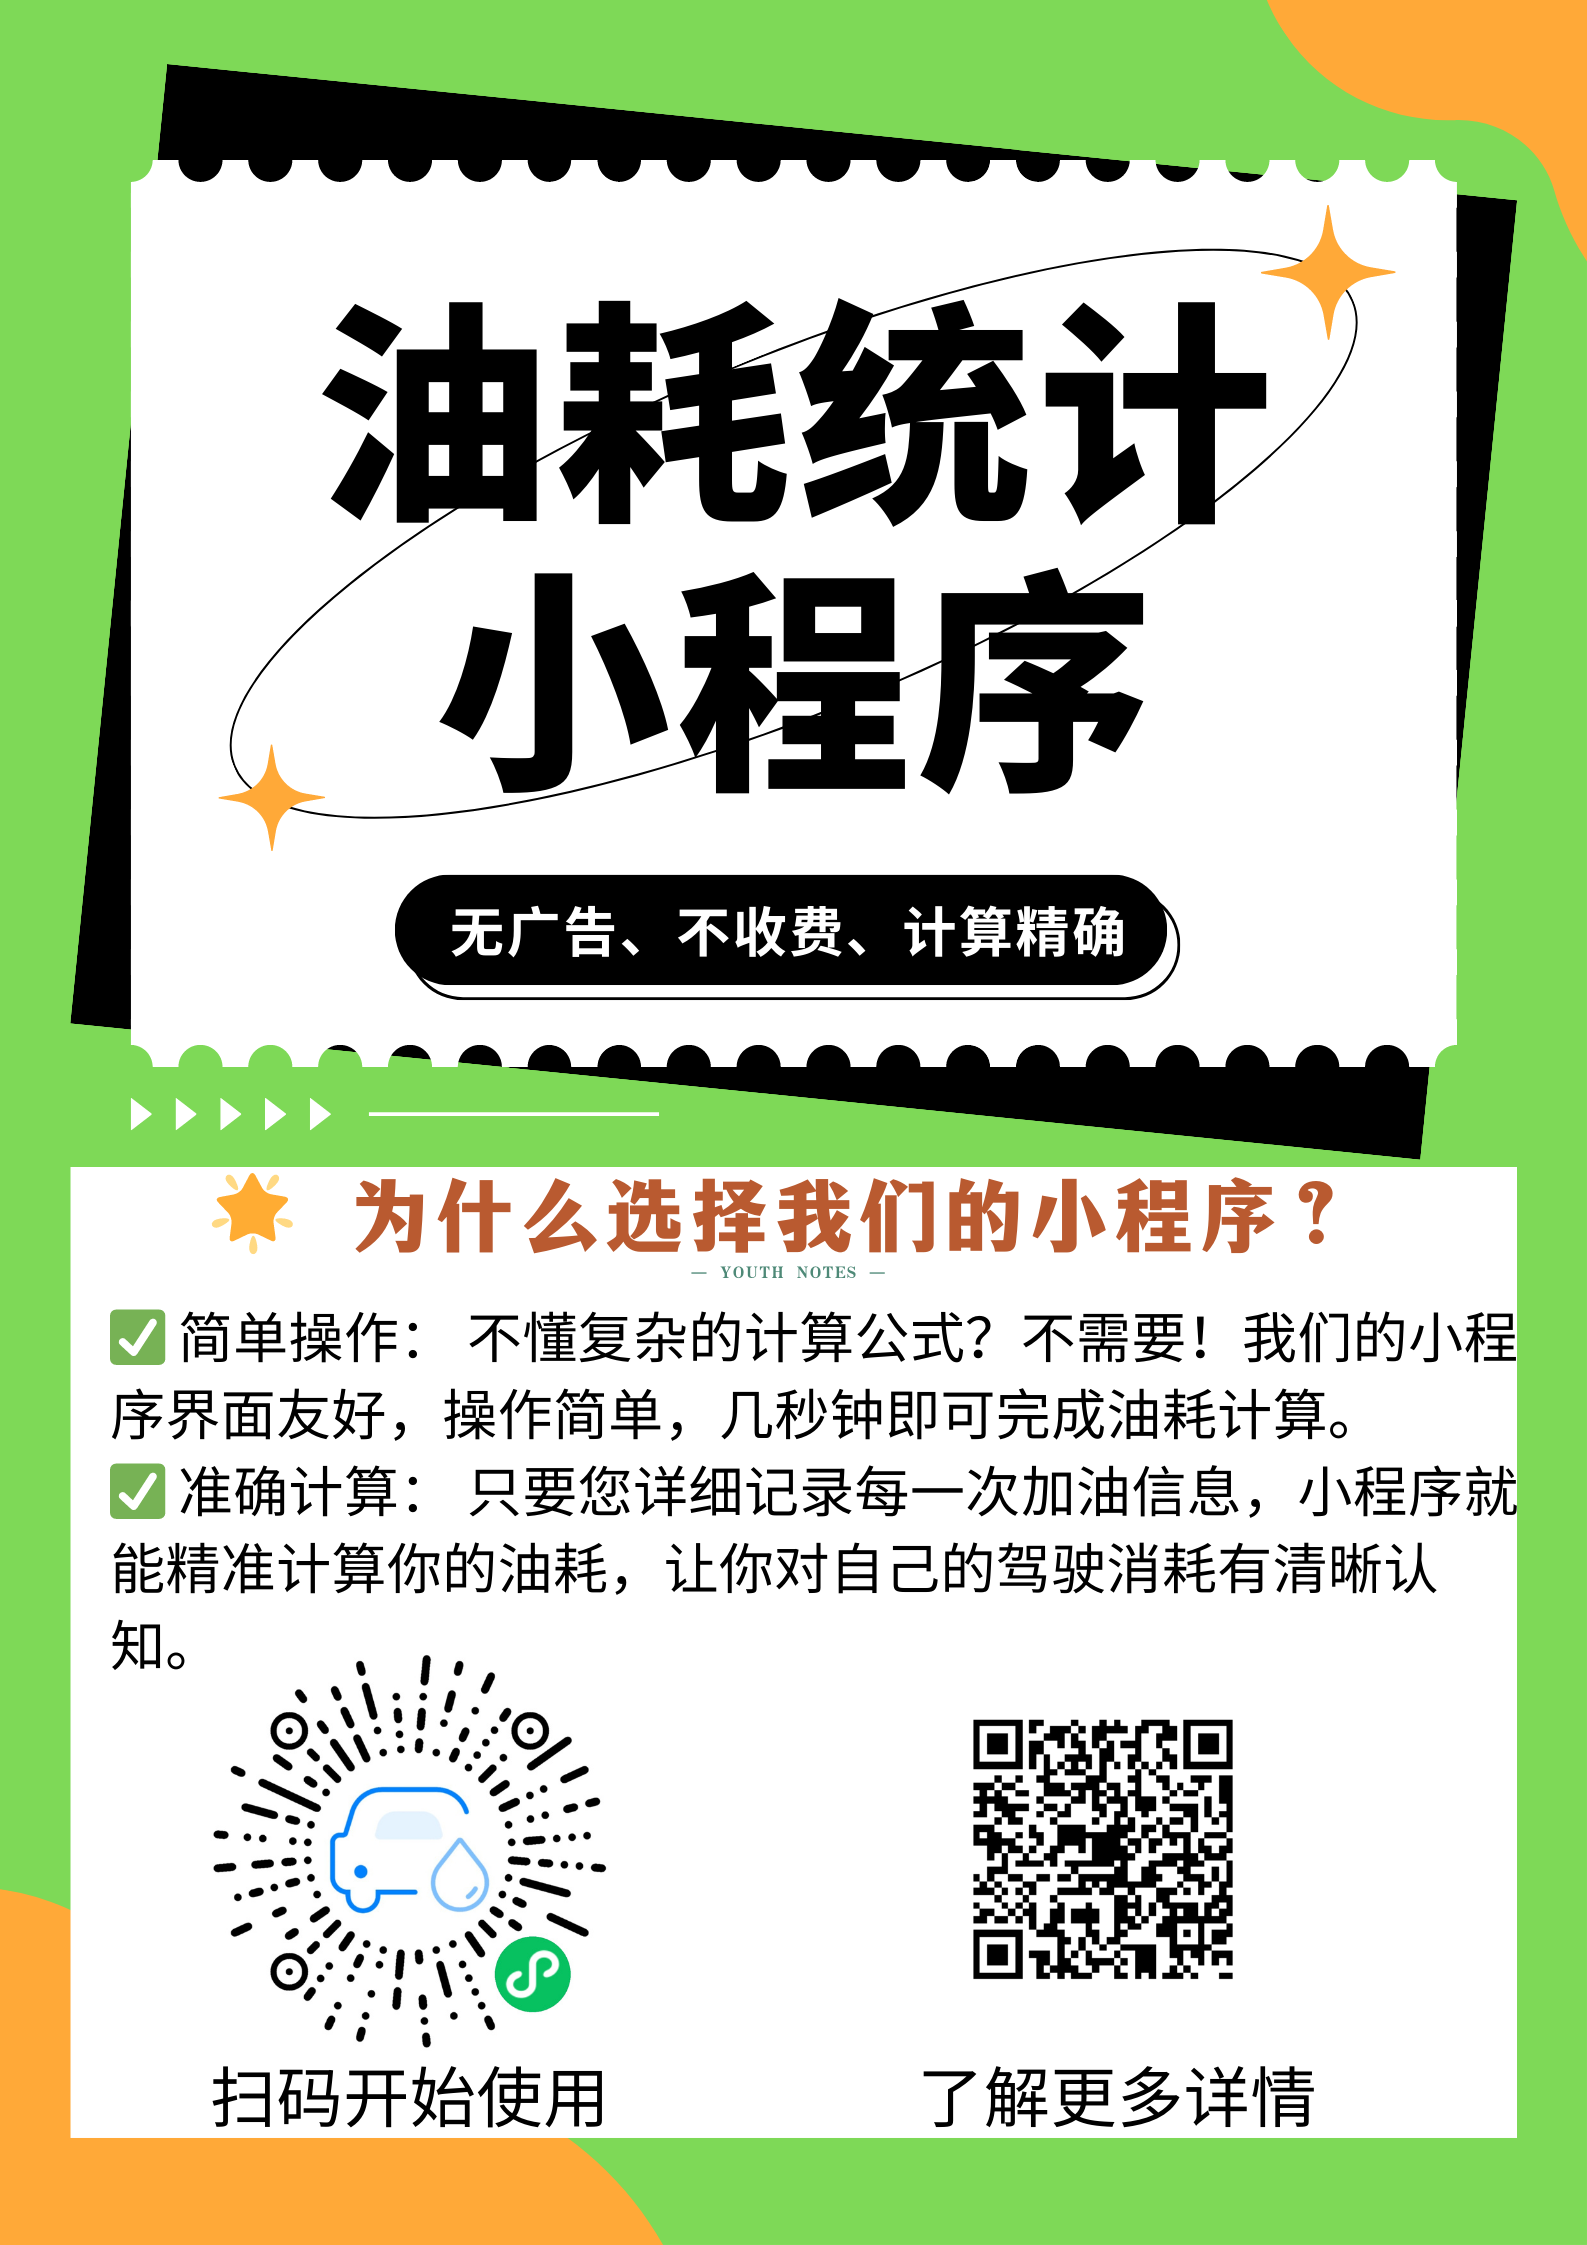 油耗统计
小程序
无广告、不收费、计算精确
为什么选择我们的小程序？
— YOUTH NOTES —
✅ 简单操作： 不懂复杂的计算公式？不需要！我们的小程
序界面友好，操作简单，几秒钟即可完成油耗计算。
✅ 准确计算： 只要您详细记录每一次加油信息，小程序就
能精准计算你的油耗，让你对自己的驾驶消耗有清晰认
知。
扫码开始使用
了解更多详情